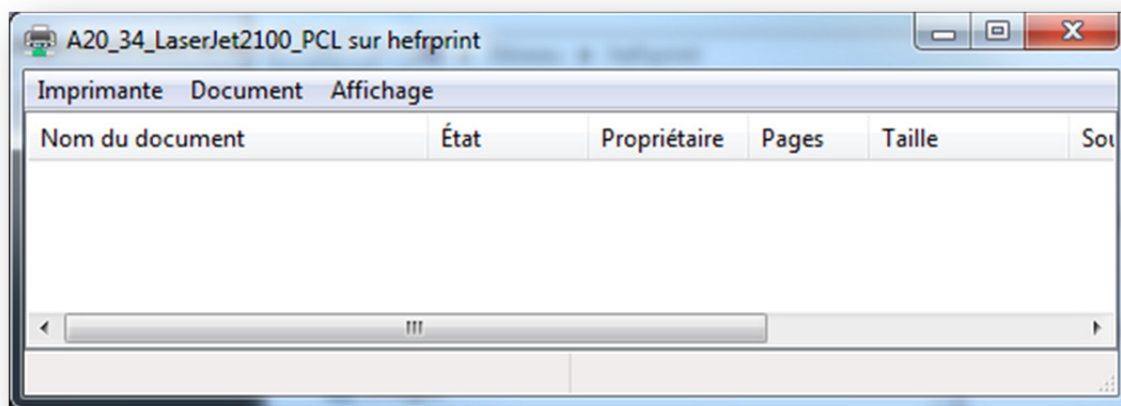 A20_34_LaserJet2100_PCL sur hefrprint
Imprimante Document Affichage
Nom du document État Propriétaire Pages Taille